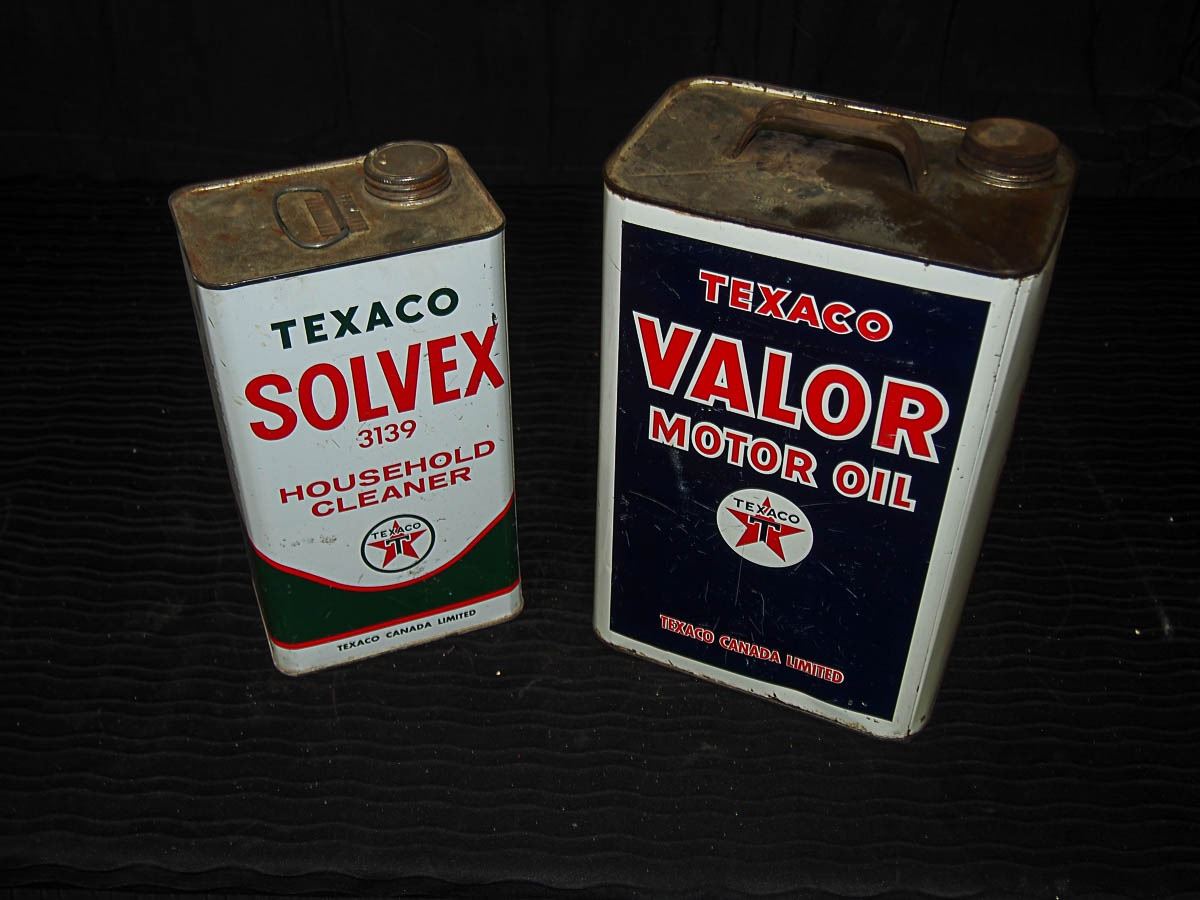 TEXACO
SOLVEX
3139
HOUSEHOLD
CLEANER
TEXACO
T
TEXACO CANADA LIMITED
TEXACO
VALOR
MOTOR OIL
TEXACO
T
TEXACO CANADA LIMITED